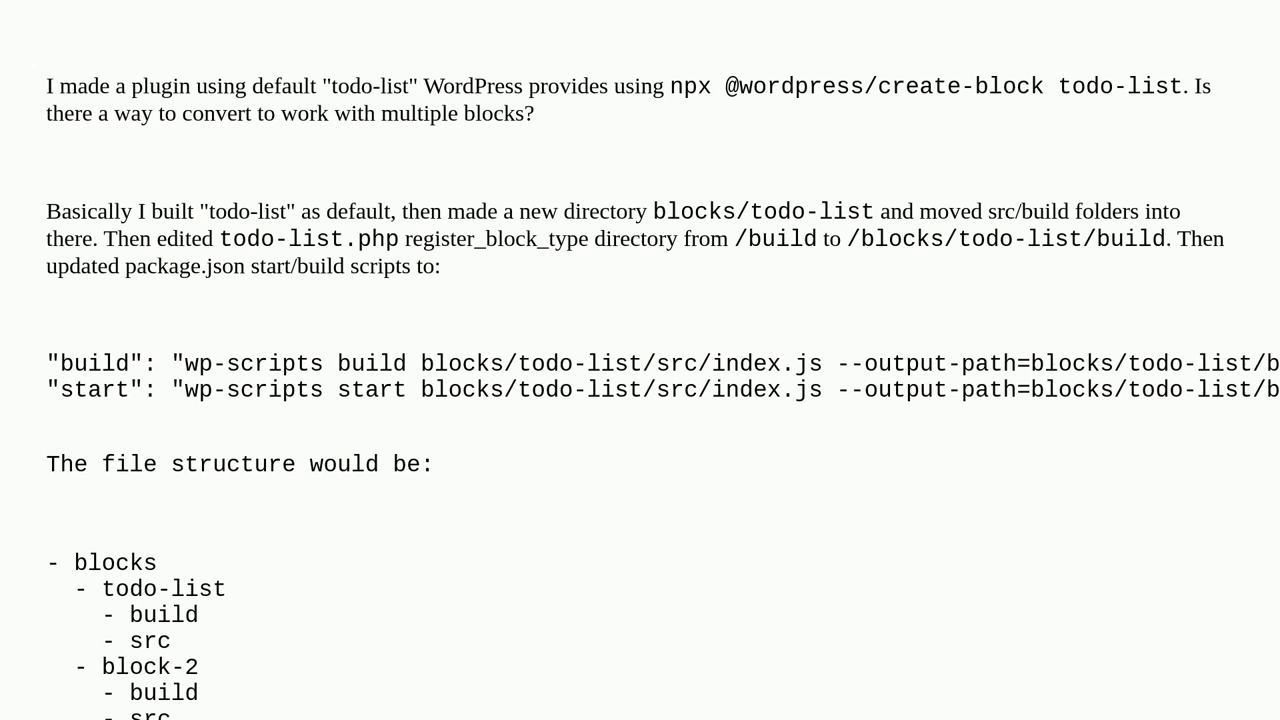 I made a plugin using default "todo-list" WordPress provides using npx @wordpress/create-block todo-list. Is
there a way to convert to work with multiple blocks?
Basically I built "todo-list" as default, then made a new directory blocks/todo-list and moved src/build folders into
there. Then edited todo-list.php register_block_type directory from /build to /blocks/todo-list/build. Then
updated package.json start/build scripts to:
"build": "wp-scripts build blocks/todo-list/src/index.js --output-path=blocks/todo-list/b
"start": "wp-scripts start blocks/todo-list/src/index.js --output-path=blocks/todo-list/b
The file structure would be:
- blocks
  - todo-list
    - build
    - src
  - block-2
    - build
    - src